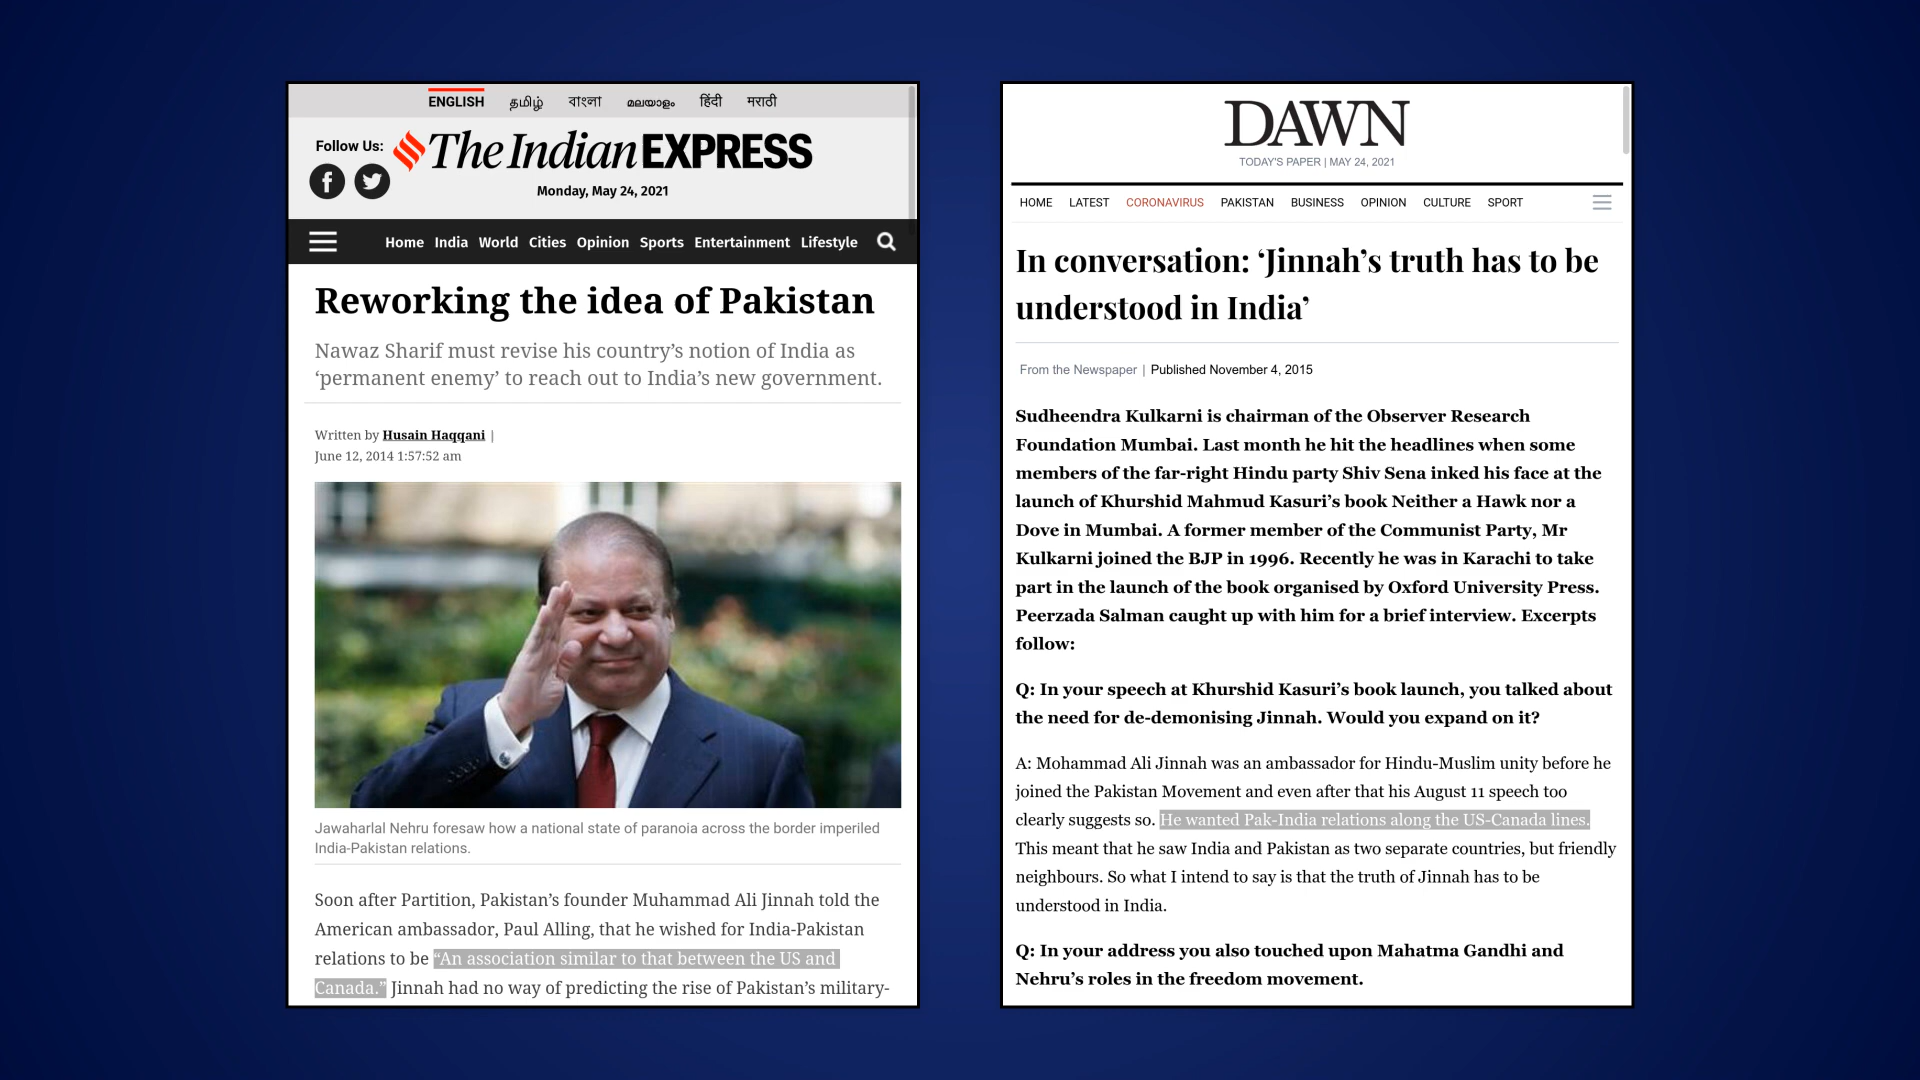 ENGLISH தமிழ் বাংলা മലയാളം हिंदी मराठी
Follow Us:
The Indian EXPRESS
Monday, May 24, 2021
Home India World Cities Opinion Sports Entertainment Lifestyle
Reworking the idea of Pakistan
Nawaz Sharif must revise his country’s notion of India as
‘permanent enemy’ to reach out to India’s new government.
Written by Husain Haqqani |
June 12, 2014 1:57:52 am
Jawaharlal Nehru foresaw how a national state of paranoia across the border imperiled
India-Pakistan relations.
Soon after Partition, Pakistan’s founder Muhammad Ali Jinnah told the
American ambassador, Paul Alling, that he wished for India-Pakistan
relations to be “An association similar to that between the US and
Canada.” Jinnah had no way of predicting the rise of Pakistan’s military-
DAWN
TODAY'S PAPER | MAY 24, 2021
HOME LATEST CORONAVIRUS PAKISTAN BUSINESS OPINION CULTURE SPORT
In conversation: ‘Jinnah’s truth has to be
understood in India’
From the Newspaper | Published November 4, 2015
Sudheendra Kulkarni is chairman of the Observer Research
Foundation Mumbai. Last month he hit the headlines when some
members of the far-right Hindu party Shiv Sena inked his face at the
launch of Khurshid Mahmud Kasuri’s book Neither a Hawk nor a
Dove in Mumbai. A former member of the Communist Party, Mr
Kulkarni joined the BJP in 1996. Recently he was in Karachi to take
part in the launch of the book organised by Oxford University Press.
Peerzada Salman caught up with him for a brief interview. Excerpts
follow:
Q: In your speech at Khurshid Kasuri’s book launch, you talked about
the need for de-demonising Jinnah. Would you expand on it?
A: Mohammad Ali Jinnah was an ambassador for Hindu-Muslim unity before he
joined the Pakistan Movement and even after that his August 11 speech too
clearly suggests so. He wanted Pak-India relations along the US-Canada lines.
This meant that he saw India and Pakistan as two separate countries, but friendly
neighbours. So what I intend to say is that the truth of Jinnah has to be
understood in India.
Q: In your address you also touched upon Mahatma Gandhi and
Nehru’s roles in the freedom movement.